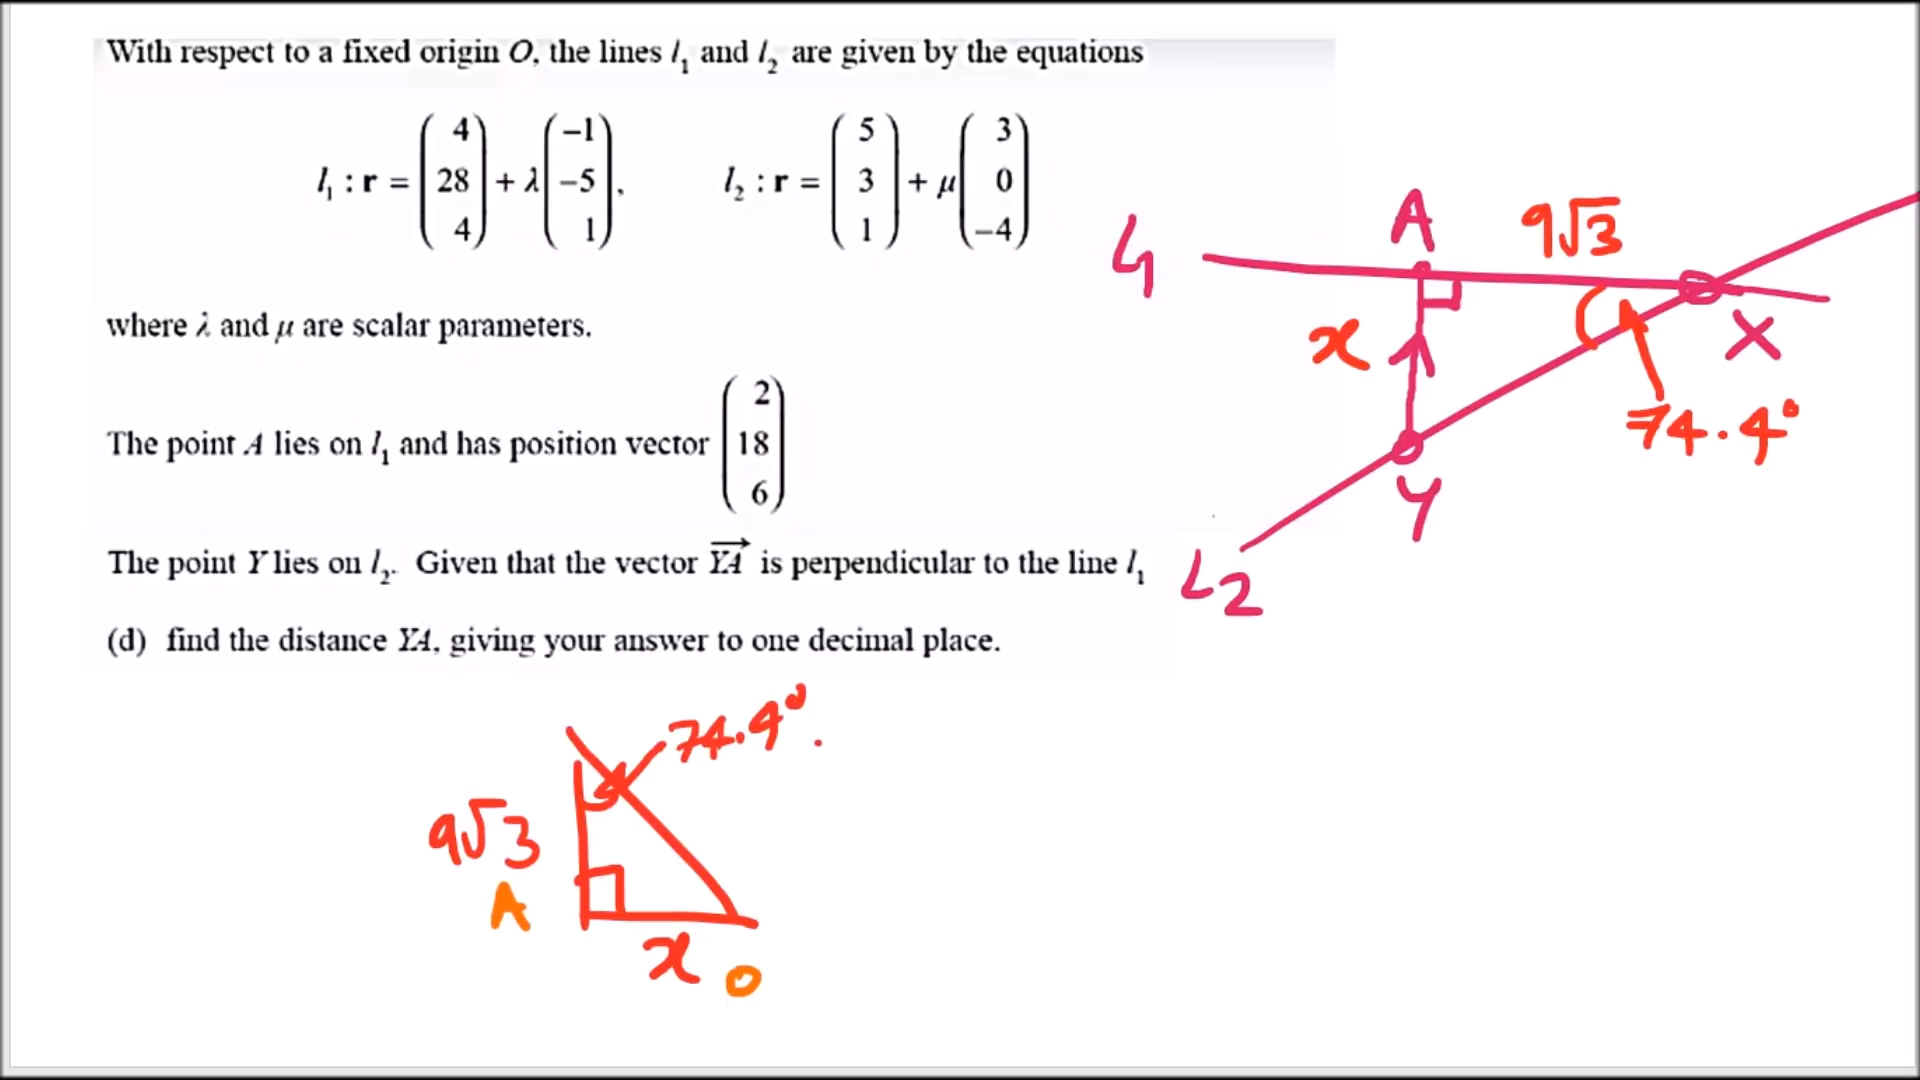 With respect to a fixed origin O, the lines l₁ and l₂ are given by the equations
l₁ : r = (4 28 4) + λ(−1 −5 1), l₂ : r = (5 3 1) + μ(3 0 −4)
where λ and μ are scalar parameters.
The point A lies on l₁ and has position vector (2 18 6)
The point Y lies on l₂. Given that the vector YA is perpendicular to the line l₁
(d) find the distance YA, giving your answer to one decimal place.
L1
A
9√3
x
X
74.4°
Y
L2
74.4°.
9√3
A
x
O